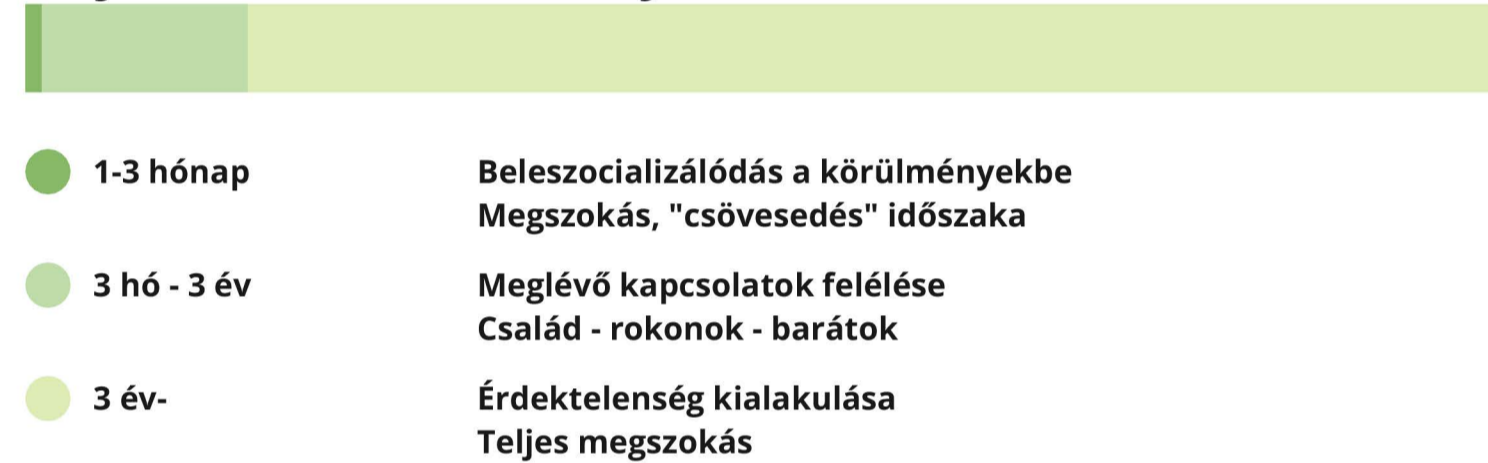 1-3 hónap
Beleszocializálódás a körülményekbe
Megszokás, "csövesedés" időszaka
3 hó - 3 év
Meglévő kapcsolatok felélése
Család - rokonok - barátok
3 év-
Érdektelenség kialakulása
Teljes megszokás